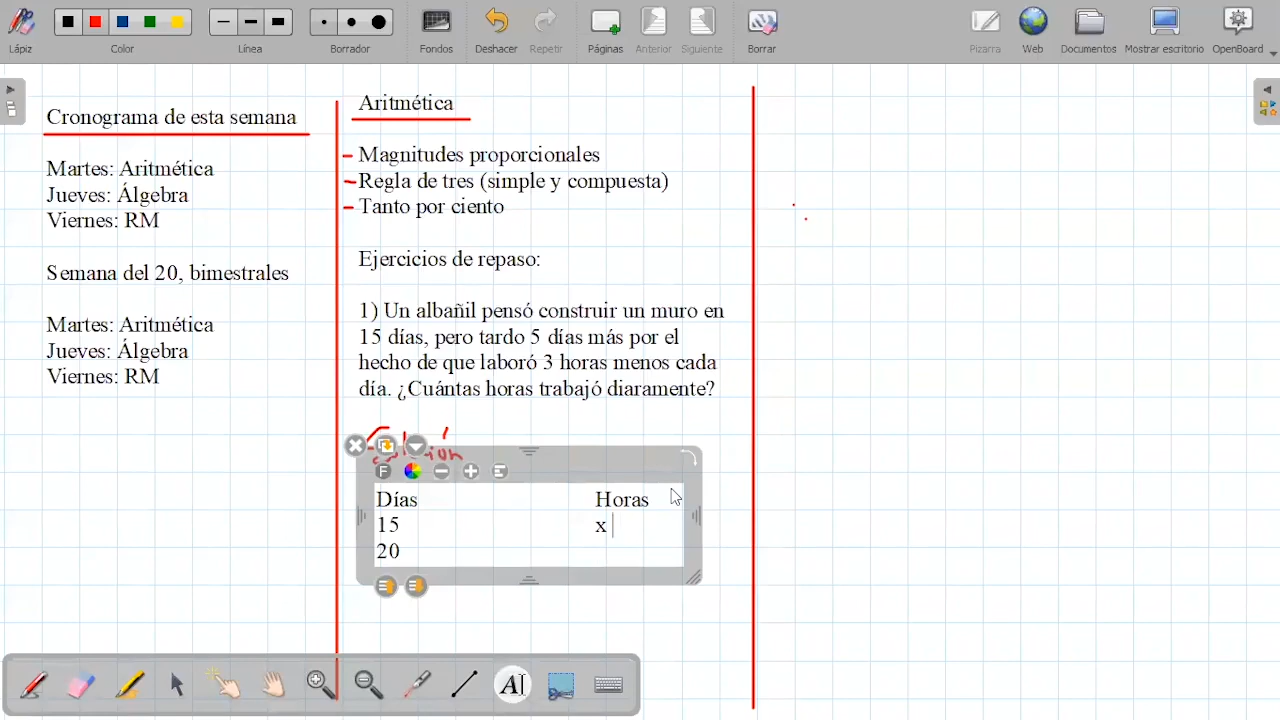 Lápiz
Color
Línea
Borrador
Fondos
Deshacer
Repetir
Páginas
Anterior
Siguiente
Borrar
Pizarra
Web
Documentos
Mostrar escritorio
OpenBoard
Cronograma de esta semana
Martes: Aritmética
Jueves: Álgebra
Viernes: RM
Semana del 20, bimestrales
Martes: Aritmética
Jueves: Álgebra
Viernes: RM
Aritmética
Magnitudes proporcionales
Regla de tres (simple y compuesta)
Tanto por ciento
Ejercicios de repaso:
1) Un albañil pensó construir un muro en
15 días, pero tardo 5 días más por el
hecho de que laboró 3 horas menos cada
día. ¿Cuántas horas trabajó diaramente?
F
Días Horas
15 x
20
AI